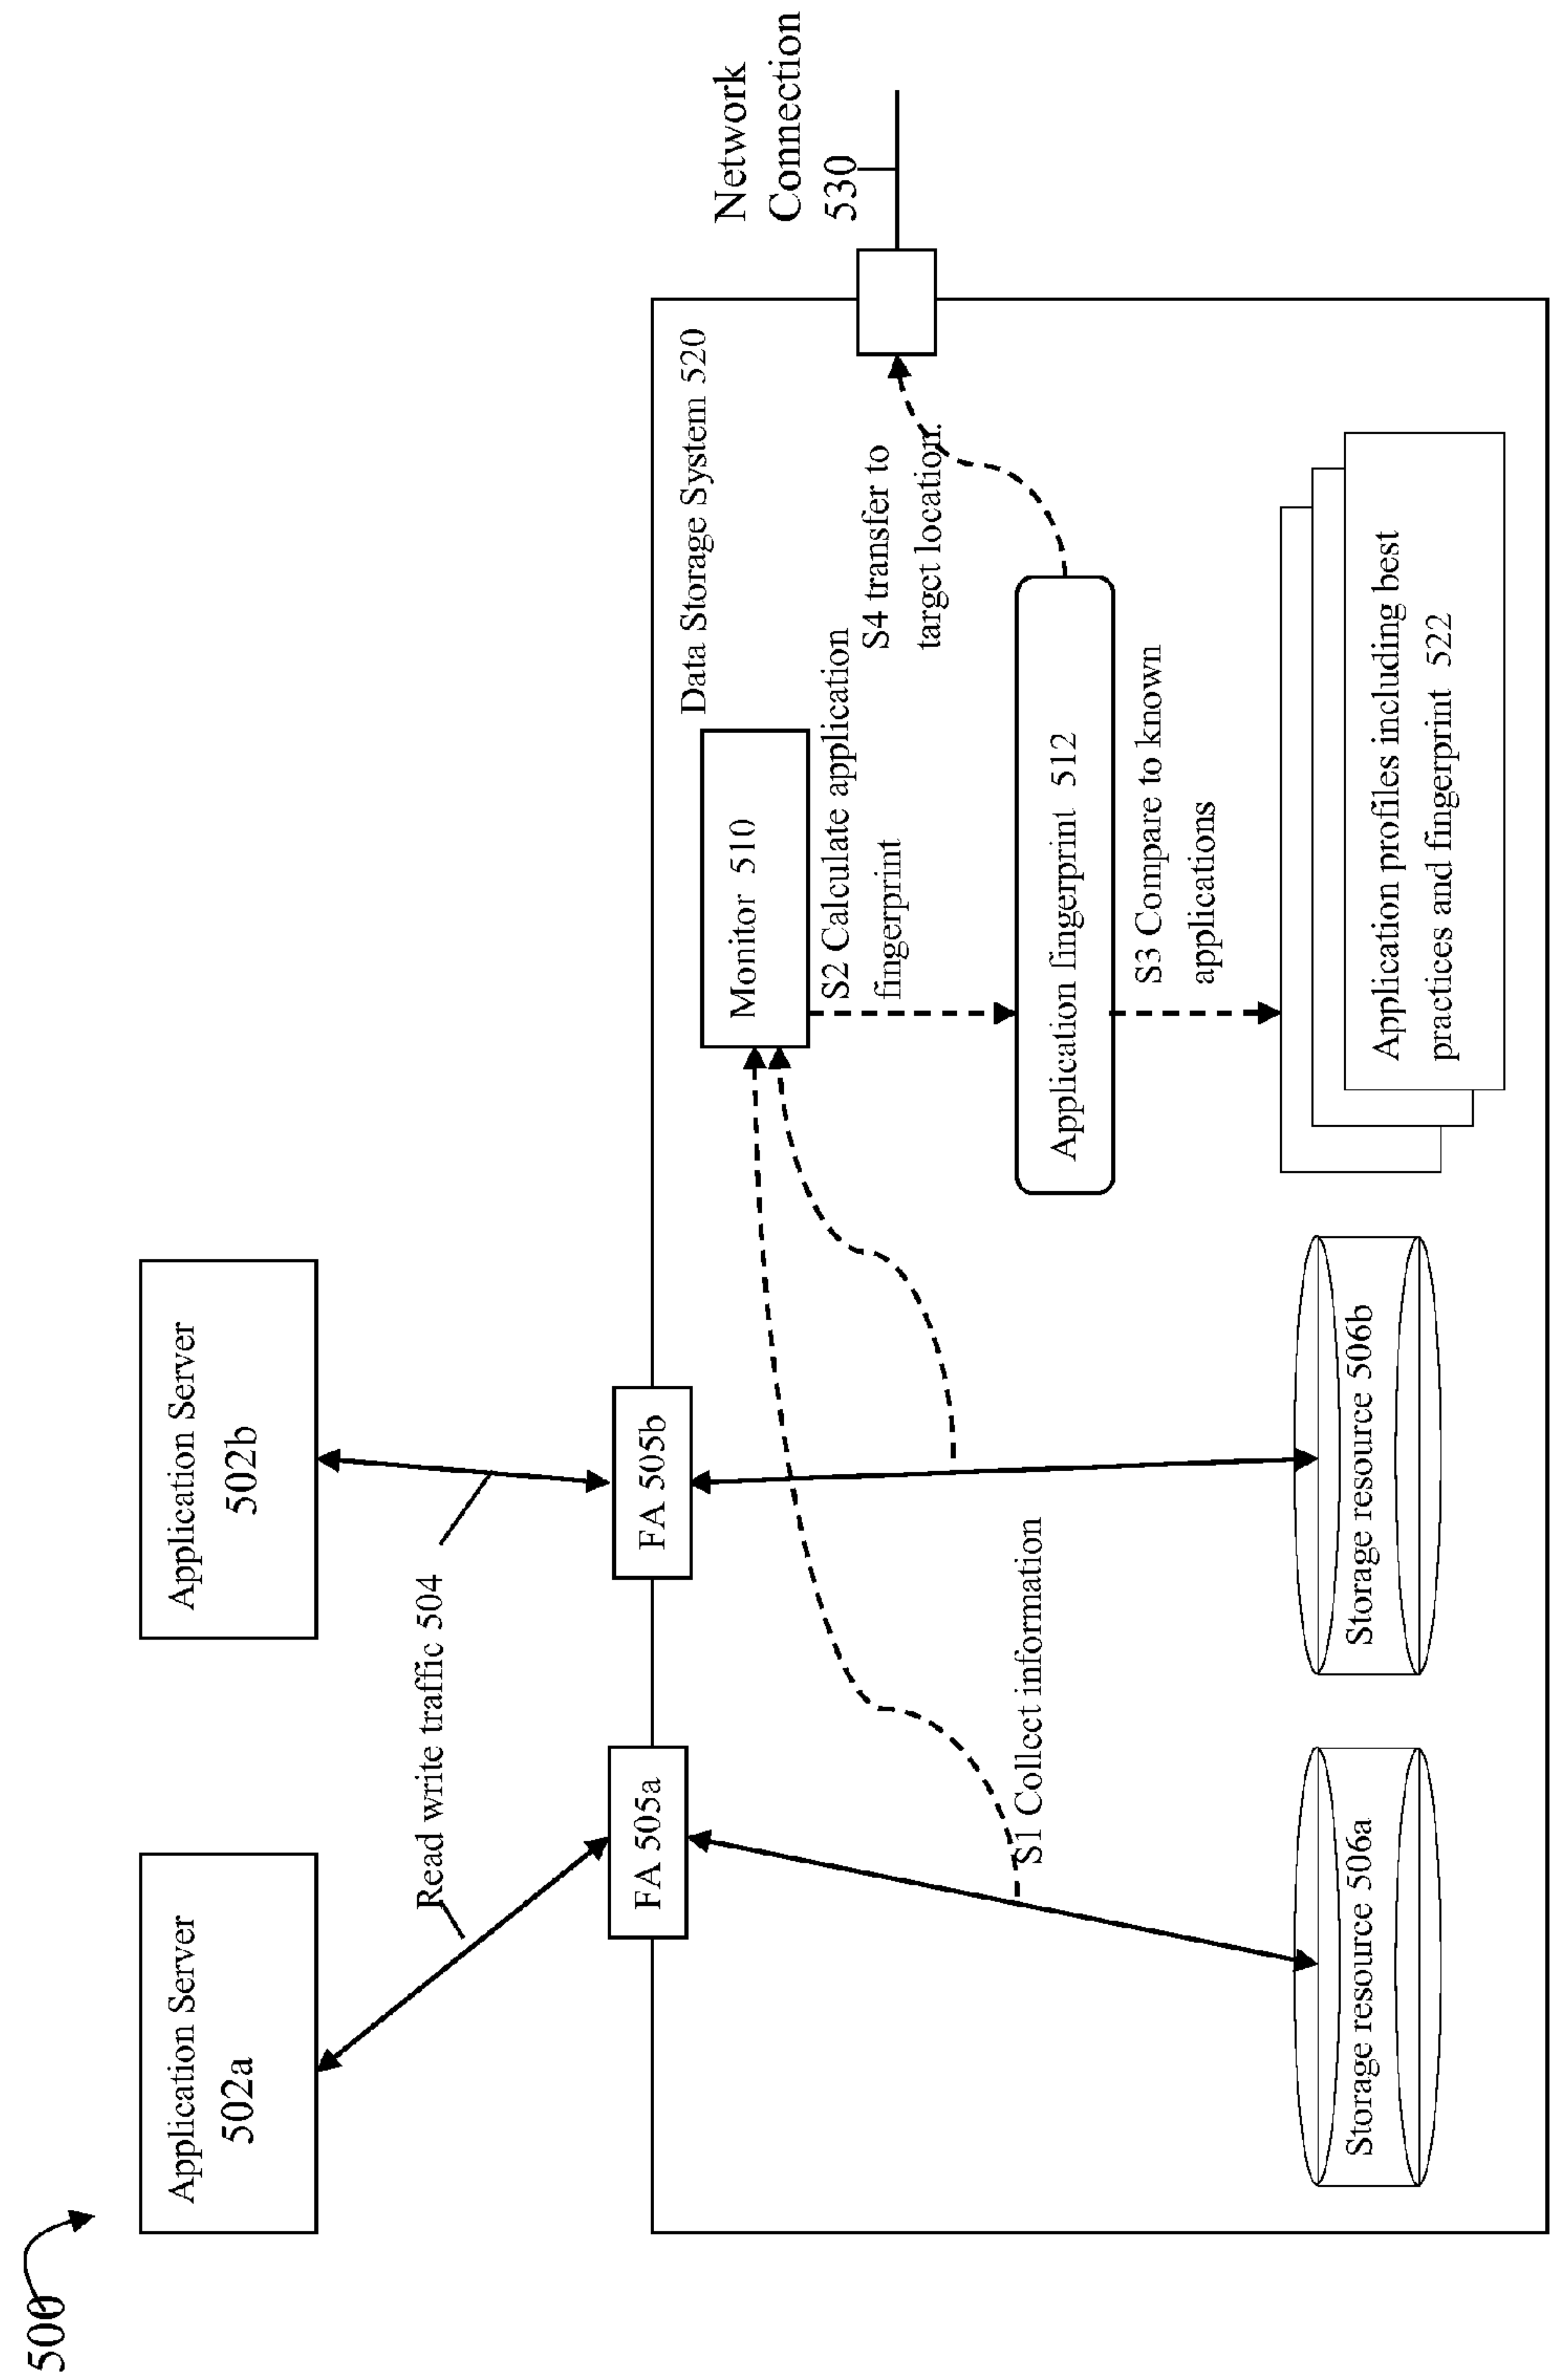 500
Application Server
502a
Application Server
502b
Read write traffic 504
FA 505a
FA 505b
Network
Connection
530
Data Storage System 520
Monitor 510
S2 Calculate application
fingerprint
S4 transfer to
target location.
S1 Collect information
Application fingerprint 512
S3 Compare to known
applications
Storage resource 506a
Storage resource 506b
Application profiles including best
practices and fingerprint 522